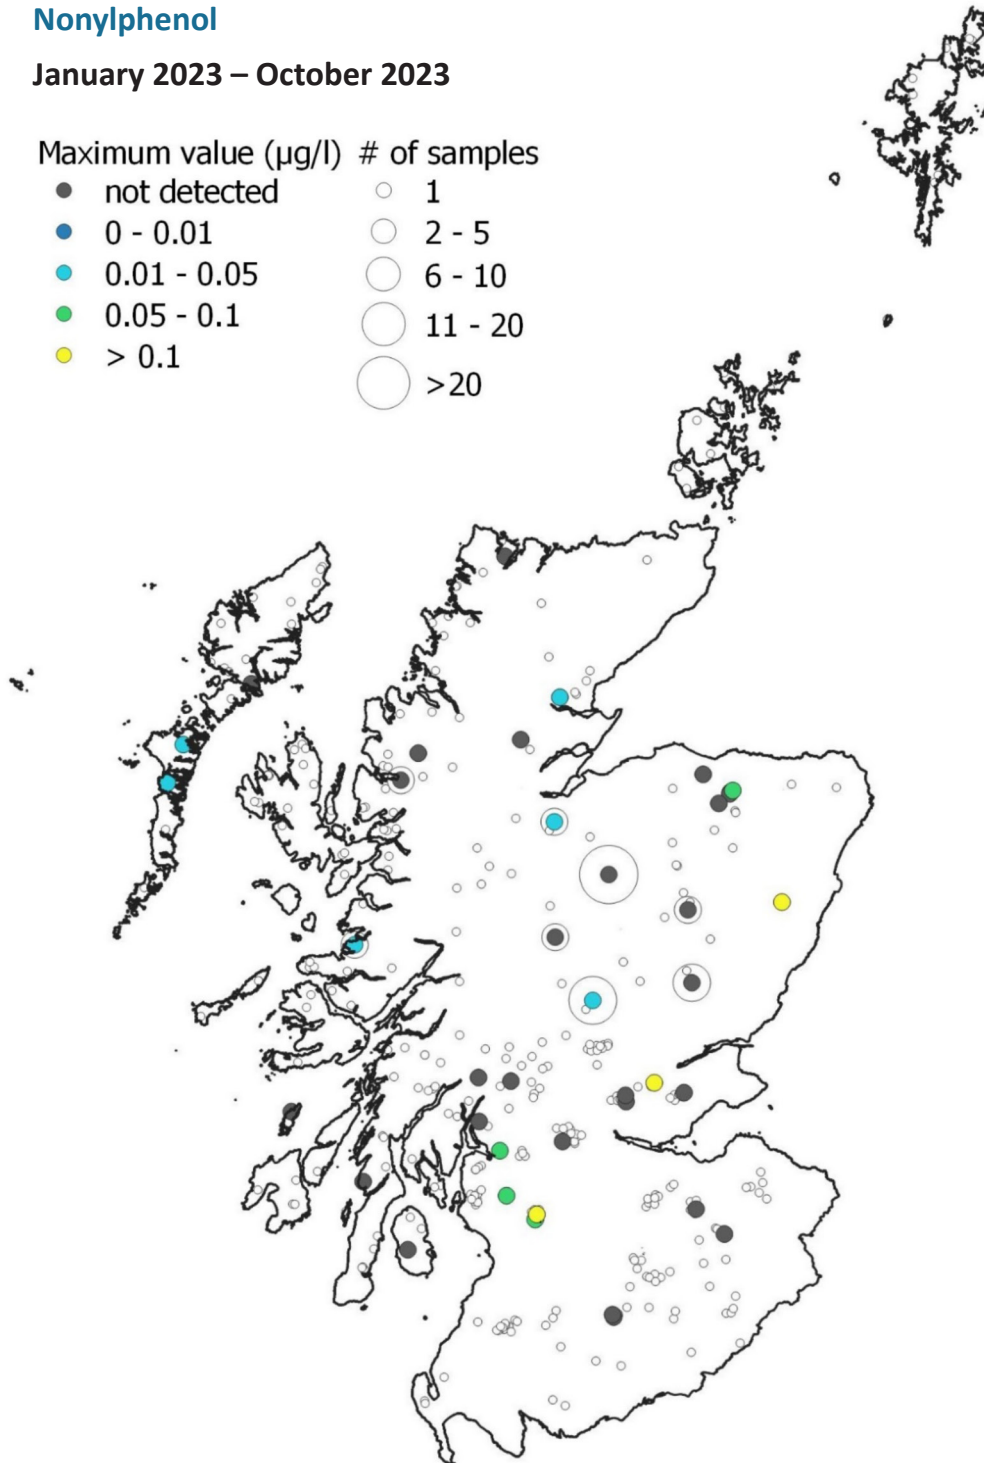 Nonylphenol
January 2023 – October 2023
Maximum value (µg/l) # of samples
not detected 1
0 - 0.01 2 - 5
0.01 - 0.05 6 - 10
0.05 - 0.1 11 - 20
> 0.1 >20